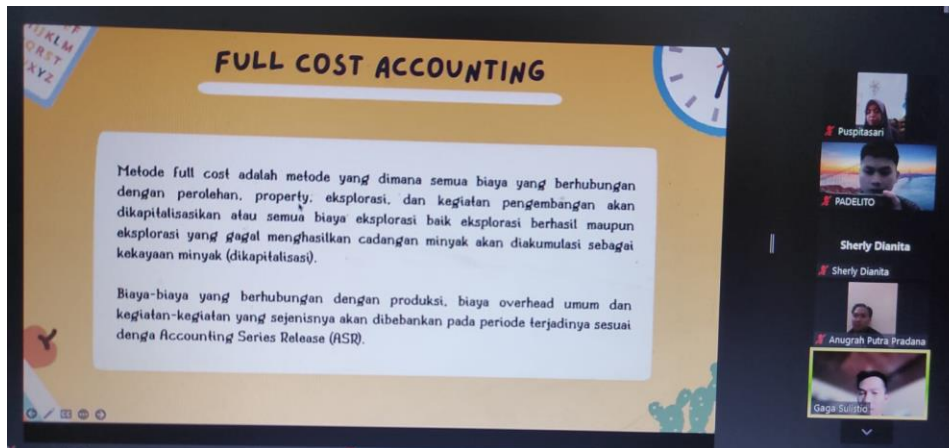 IJKLM
QRST
XYZ
FULL COST ACCOUNTING
Metode full cost adalah metode yang dimana semua biaya yang berhubungan
dengan perolehan, property, eksplorasi, dan kegiatan pengembangan akan
dikapitalisasikan atau semua biaya eksplorasi baik eksplorasi berhasil maupun
eksplorasi yang gagal menghasilkan cadangan minyak akan diakumulasi sebagai
kekayaan minyak (dikapitalisasi).
Biaya-biaya yang berhubungan dengan produksi, biaya overhead umum dan
kegiatan-kegiatan yang sejenisnya akan dibebankan pada periode terjadinya sesuai
denga Accounting Series Release (ASR).
Puspitasari
PADELITO
Sherly Dianita
Sherly Dianita
Anugrah Putra Pradana
Gaga Sulistio